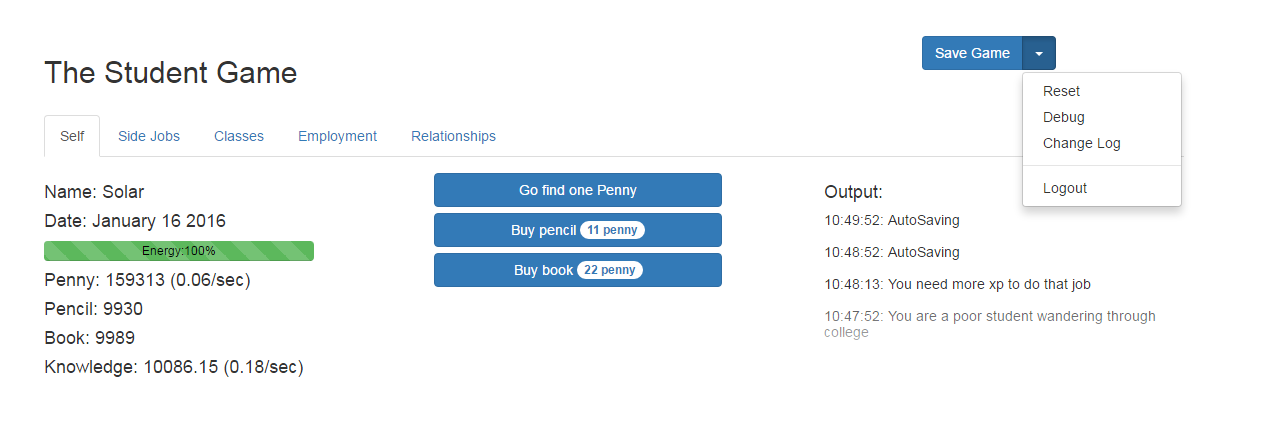 The Student Game
Save Game
Reset
Debug
Change Log
Logout
Self
Side Jobs
Classes
Employment
Relationships
Name: Solar
Date: January 16 2016
Energy:100%
Penny: 159313 (0.06/sec)
Pencil: 9930
Book: 9989
Knowledge: 10086.15 (0.18/sec)
Go find one Penny
Buy pencil 11 penny
Buy book 22 penny
Output:
10:49:52: AutoSaving
10:48:52: AutoSaving
10:48:13: You need more xp to do that job
10:47:52: You are a poor student wandering through
college